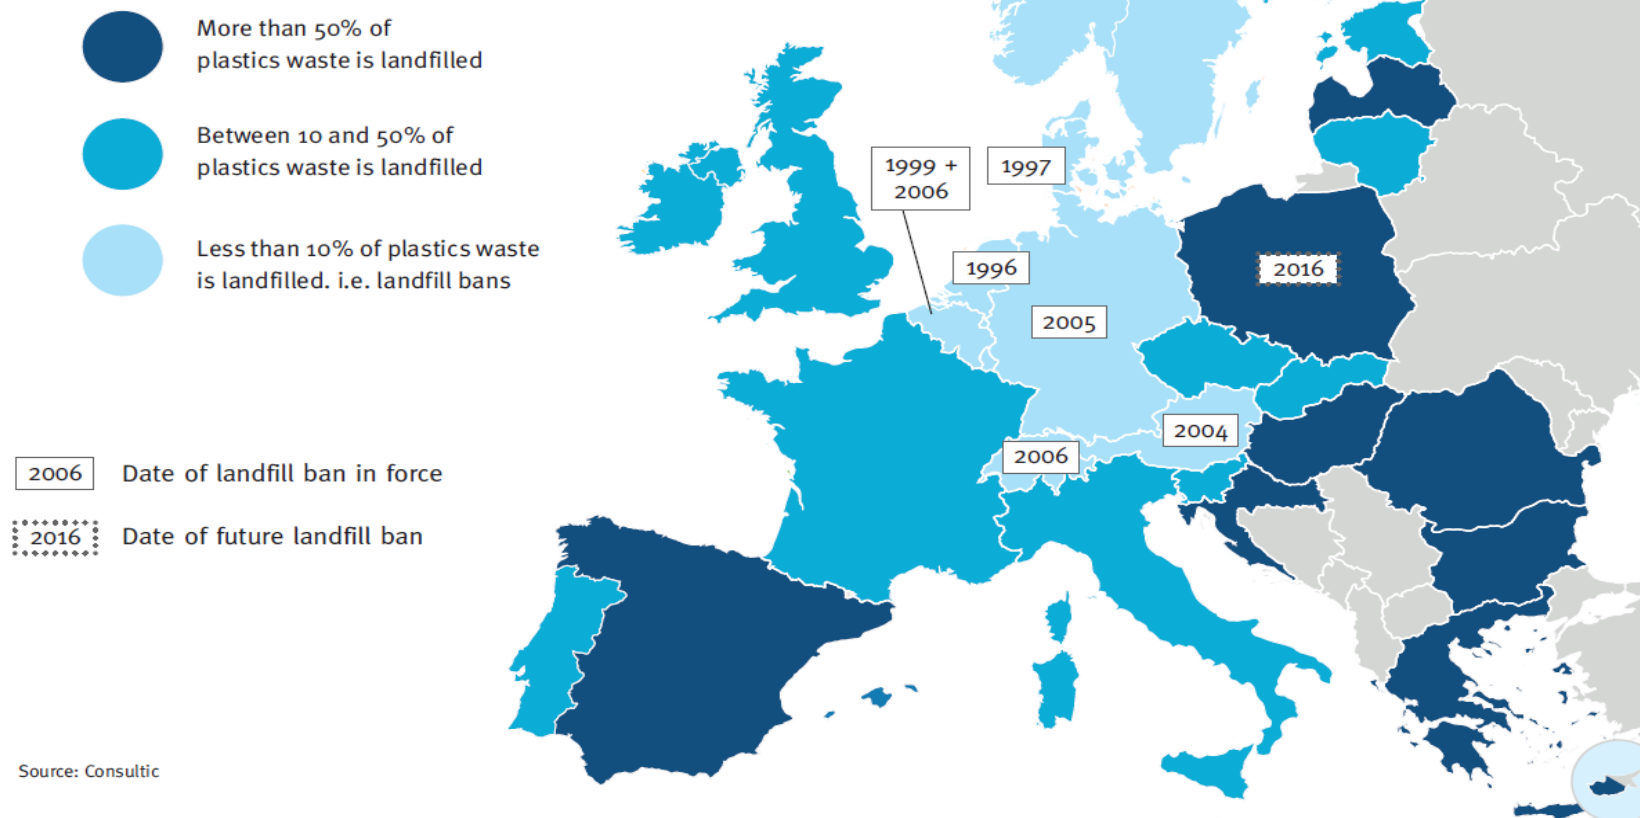 More than 50% of
plastics waste is landfilled
Between 10 and 50% of
plastics waste is landfilled
Less than 10% of plastics waste
is landfilled. i.e. landfill bans
2006 Date of landfill ban in force
2016 Date of future landfill ban
Source: Consultic
1999 +
2006
1997
1996
2005
2016
2004
2006